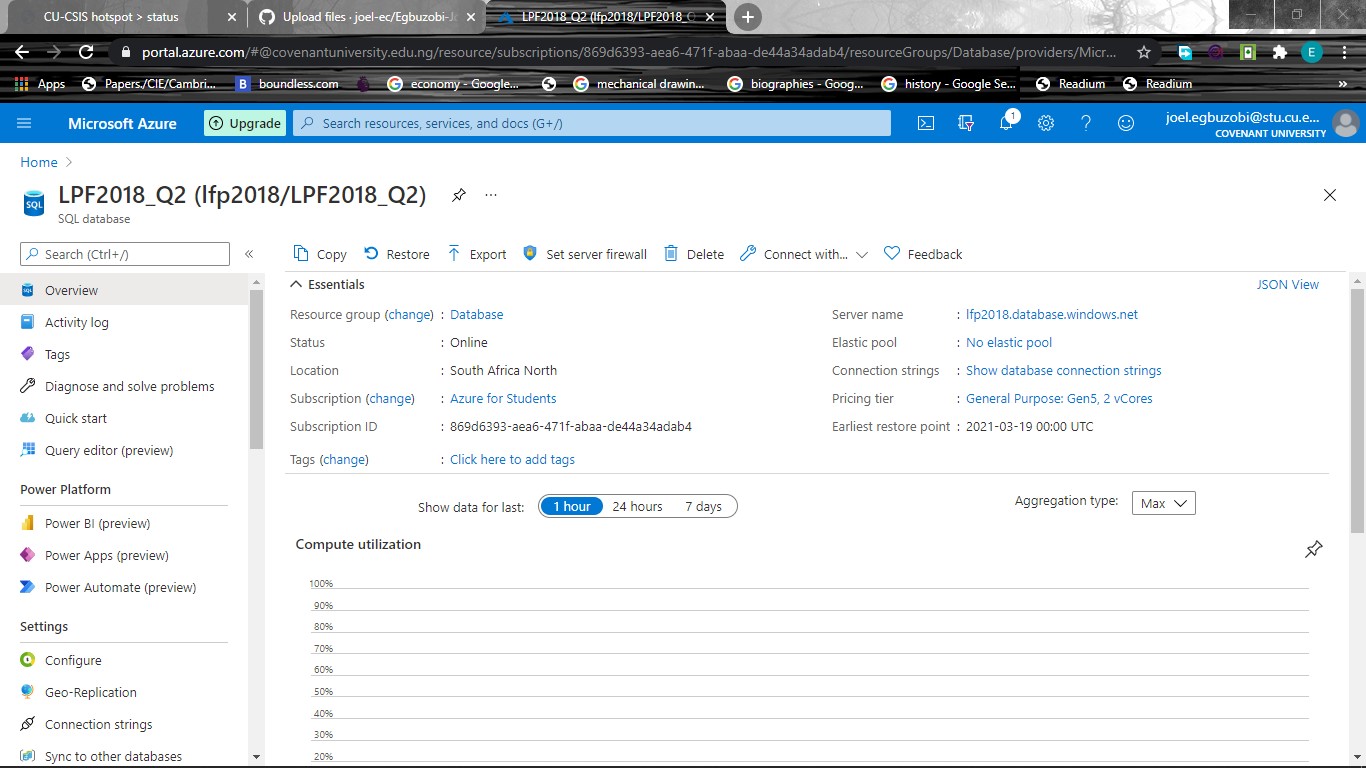 CU-CSIS hotspot > status
Upload files · joel-ec/Egbuzobi-J
LPF2018_Q2 (lfp2018/LPF2018_Q
portal.azure.com/#@covenantuniversity.edu.ng/resource/subscriptions/869d6393-aea6-471f-abaa-de44a34adab4/resourceGroups/Database/providers/Micr...
E
Apps
Papers/CIE/Cambri...
B boundless.com
economy - Google...
mechanical drawin...
biographies - Goog...
history - Google Se...
Readium
Readium
»
Microsoft Azure
Upgrade
Search resources, services, and docs (G+/)
1
joel.egbuzobi@stu.cu.e...
COVENANT UNIVERSITY
Home >
SQL
LPF2018_Q2 (lfp2018/LPF2018_Q2)
...
SQL database
Search (Ctrl+/)
«
Copy
Restore
Export
Set server firewall
Delete
Connect with...
Feedback
Overview
Activity log
Tags
Diagnose and solve problems
Quick start
Query editor (preview)
Power Platform
Power BI (preview)
Power Apps (preview)
Power Automate (preview)
Settings
Configure
Geo-Replication
Connection strings
Sync to other databases
Essentials
JSON View
Resource group (change) : Database
Status : Online
Location : South Africa North
Subscription (change) : Azure for Students
Subscription ID : 869d6393-aea6-471f-abaa-de44a34adab4
Tags (change) : Click here to add tags
Server name : lfp2018.database.windows.net
Elastic pool : No elastic pool
Connection strings : Show database connection strings
Pricing tier : General Purpose: Gen5, 2 vCores
Earliest restore point : 2021-03-19 00:00 UTC
Show data for last: 1 hour 24 hours 7 days
Aggregation type: Max
Compute utilization
100%
90%
80%
70%
60%
50%
40%
30%
20%